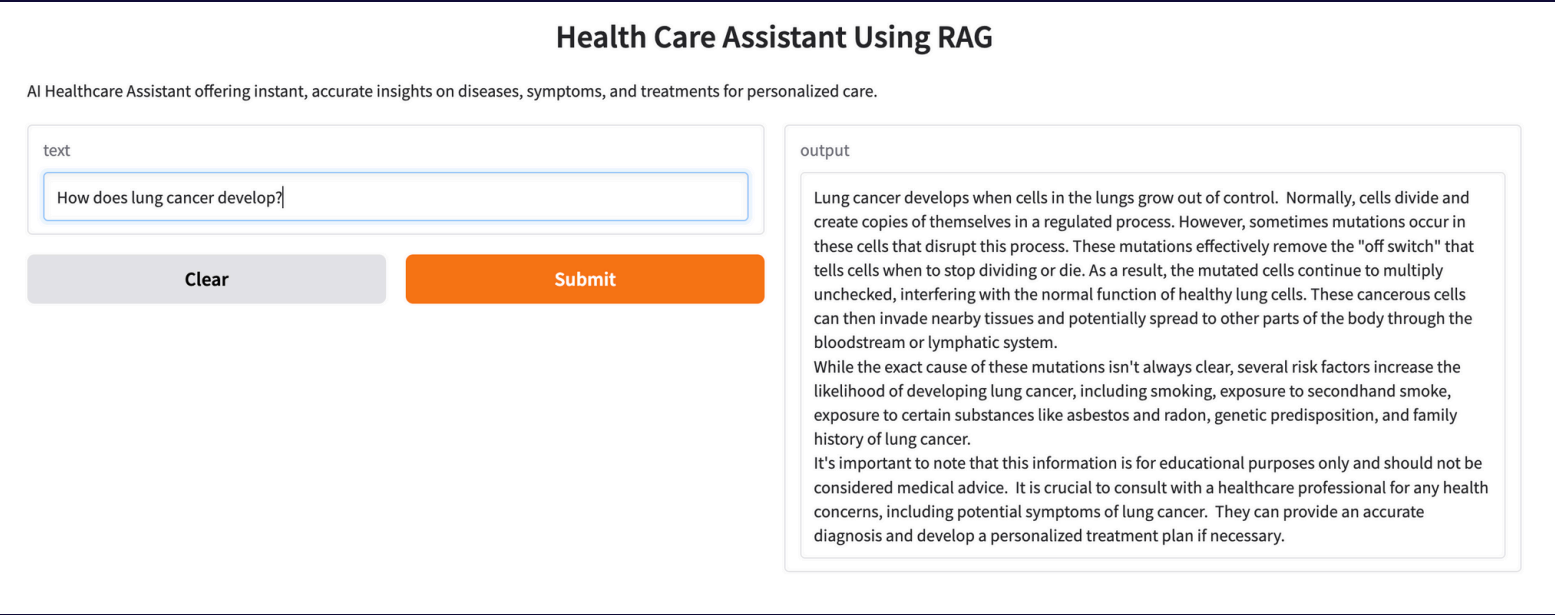 Health Care Assistant Using RAG
AI Healthcare Assistant offering instant, accurate insights on diseases, symptoms, and treatments for personalized care.
text
How does lung cancer develop?
Clear
Submit
output
Lung cancer develops when cells in the lungs grow out of control.  Normally, cells divide and
create copies of themselves in a regulated process. However, sometimes mutations occur in
these cells that disrupt this process. These mutations effectively remove the "off switch" that
tells cells when to stop dividing or die. As a result, the mutated cells continue to multiply
unchecked, interfering with the normal function of healthy lung cells. These cancerous cells
can then invade nearby tissues and potentially spread to other parts of the body through the
bloodstream or lymphatic system.
While the exact cause of these mutations isn't always clear, several risk factors increase the
likelihood of developing lung cancer, including smoking, exposure to secondhand smoke,
exposure to certain substances like asbestos and radon, genetic predisposition, and family
history of lung cancer.
It's important to note that this information is for educational purposes only and should not be
considered medical advice.  It is crucial to consult with a healthcare professional for any health
concerns, including potential symptoms of lung cancer.  They can provide an accurate
diagnosis and develop a personalized treatment plan if necessary.